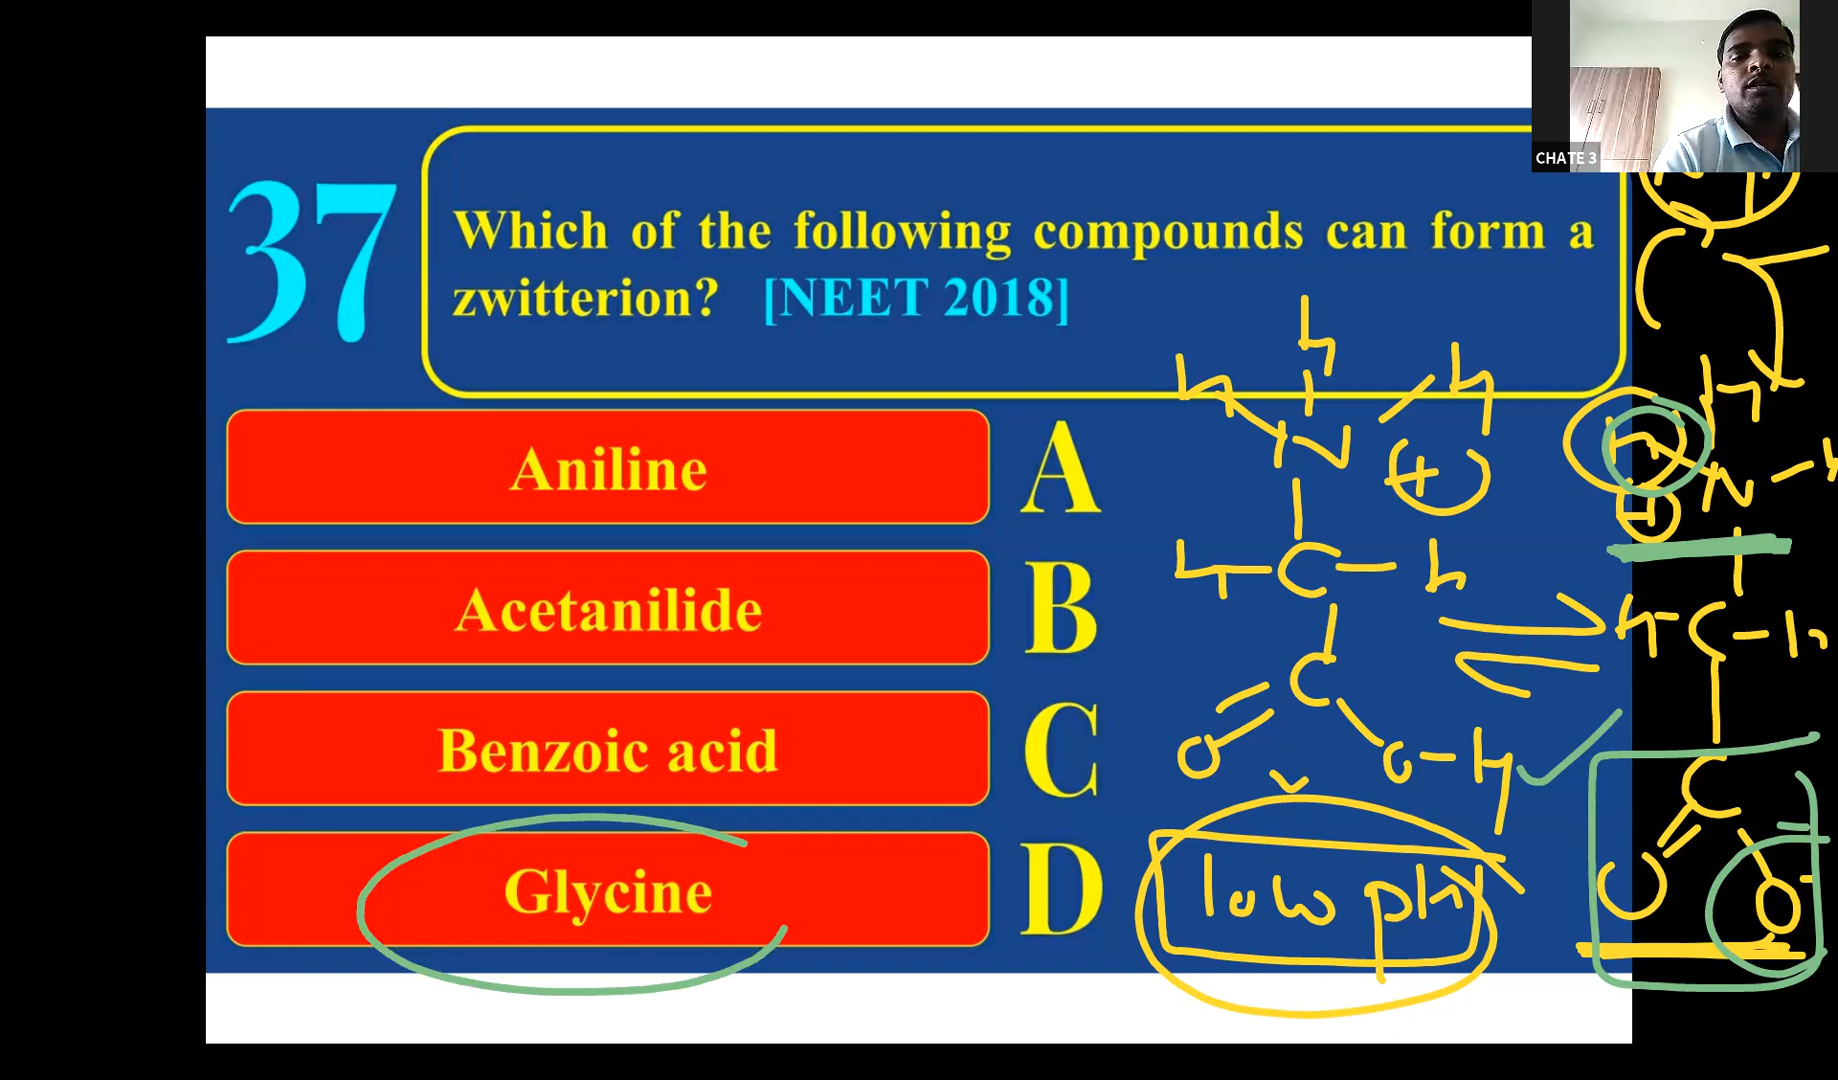 CHATE 3
37
Which of the following compounds can form a
zwitterion? [NEET 2018]
Aniline A
Acetanilide B
Benzoic acid C
Glycine D
H
H H
N +
H C H
C
O O H
low pH
H
N H
H C H
C
O O